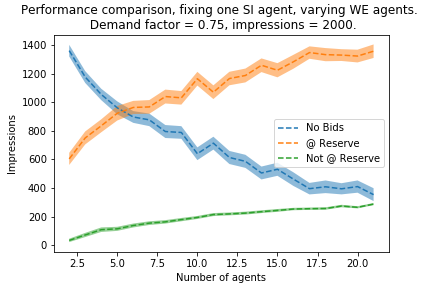 Performance comparison, fixing one SI agent, varying WE agents.
Demand factor = 0.75, impressions = 2000.
1400
1200
1000
800
600
400
200
0
Impressions
No Bids
@ Reserve
Not @ Reserve
2.5 5.0 7.5 10.0 12.5 15.0 17.5 20.0
Number of agents